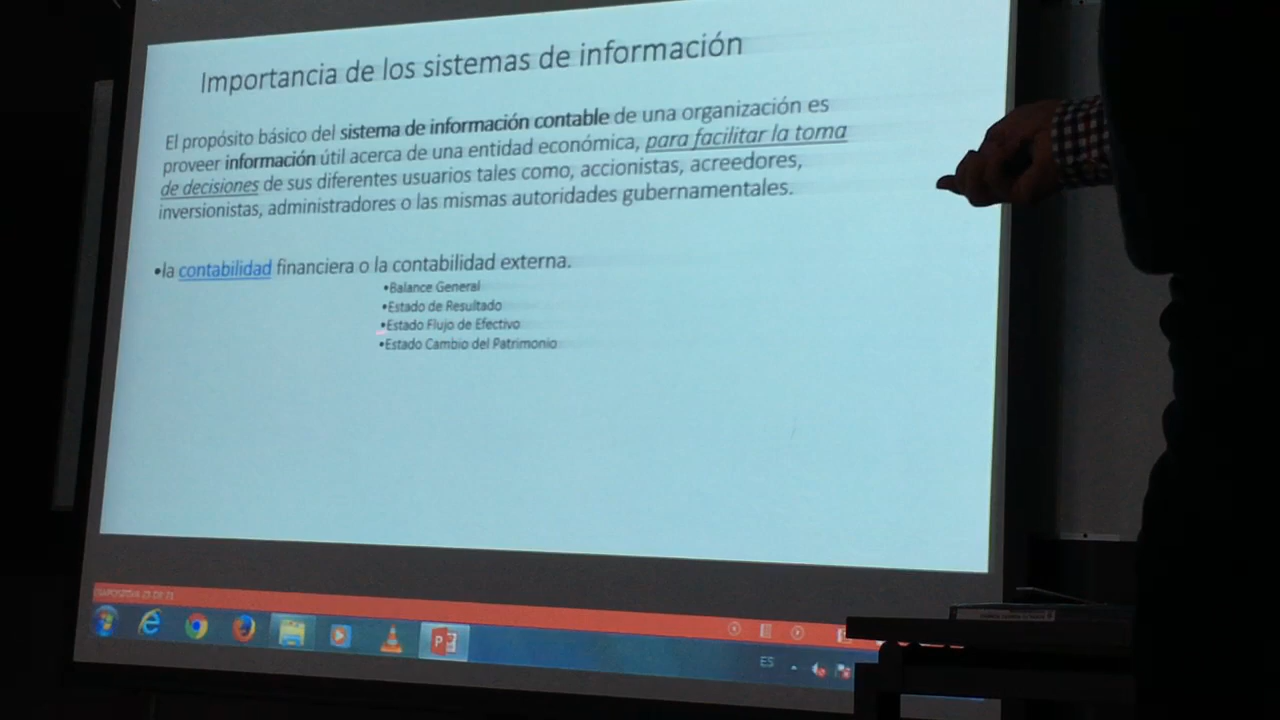 Importancia de los sistemas de información
El propósito básico del sistema de información contable de una organización es
proveer información útil acerca de una entidad económica, para facilitar la toma
de decisiones de sus diferentes usuarios tales como, accionistas, acreedores,
inversionistas, administradores o las mismas autoridades gubernamentales.
•la contabilidad financiera o la contabilidad externa.
•Balance General
•Estado de Resultado
•Estado Flujo de Efectivo
•Estado Cambio del Patrimonio
ES